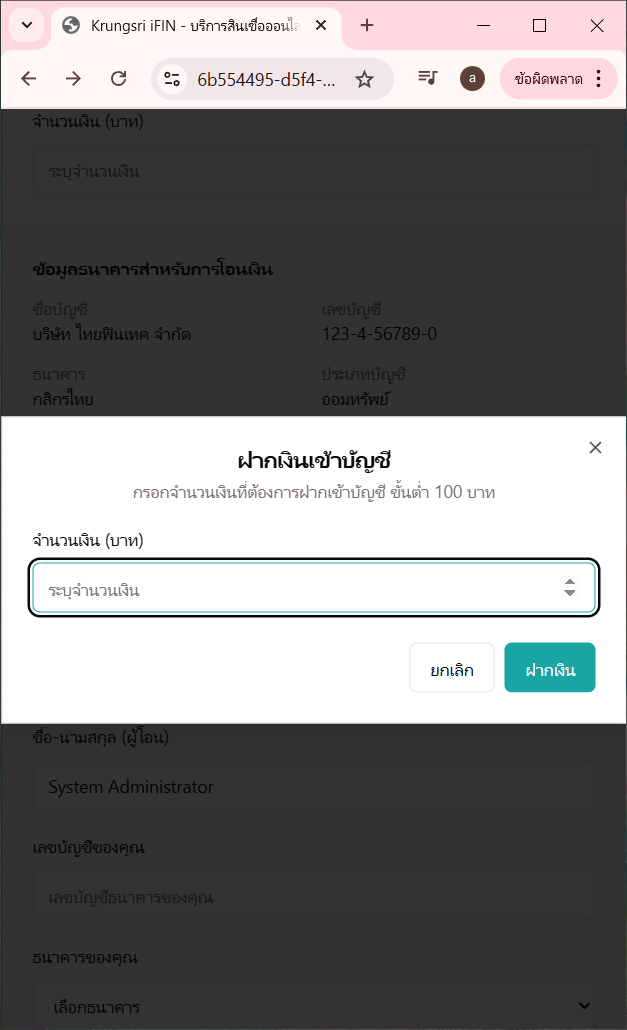 Krungsri iFIN - บริการสินเชื่อออนไล
6b554495-d5f4-...
a
ข้อผิดพลาด
จำนวนเงิน (บาท)
ระบุจำนวนเงิน
ข้อมูลธนาคารสำหรับการโอนเงิน
ชื่อบัญชี
เลขบัญชี
บริษัท ไทยฟินเทค จำกัด
123-4-56789-0
ธนาคาร
ประเภทบัญชี
กสิกรไทย
ออมทรัพย์
ฝากเงินเข้าบัญชี
กรอกจำนวนเงินที่ต้องการฝากเข้าบัญชี ขั้นต่ำ 100 บาท
จำนวนเงิน (บาท)
ระบุจำนวนเงิน
ยกเลิก
ฝากเงิน
ชื่อ-นามสกุล (ผู้โอน)
System Administrator
เลขบัญชีของคุณ
เลขบัญชีธนาคารของคุณ
ธนาคารของคุณ
เลือกธนาคาร